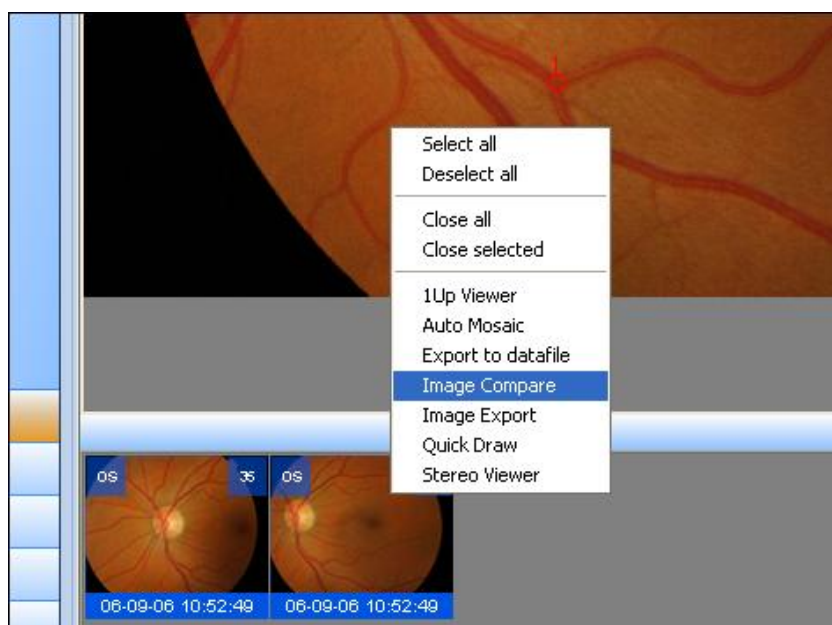 Select all
Deselect all
Close all
Close selected
1Up Viewer
Auto Mosaic
Export to datafile
Image Compare
Image Export
Quick Draw
Stereo Viewer
OS 35 OS
06-09-06 10:52:49 06-09-06 10:52:49